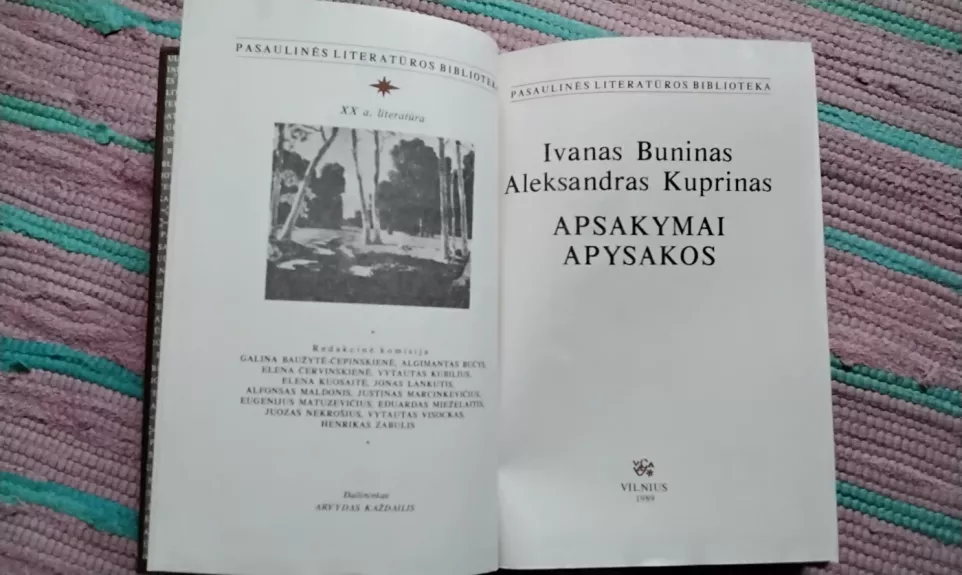 PASAULINĖS LITERATŪROS BIBLIOTEKA
XX a. literatūra
Redakcinė komisija
GALINA BAUŽYTĖ-ČEPINSKIENĖ, ALGIMANTAS BUČYS,
ELENA ČERVINSKIENĖ, VYTAUTAS KUBILIUS,
ELENA KUOSAITĖ, JONAS LANKUTIS,
ALFONSAS MALDONIS, JUSTINAS MARCINKEVIČIUS,
EUGENIJUS MATUZEVIČIUS, EDUARDAS MIEŽELAITIS,
JUOZAS NEKROŠIUS, VYTAUTAS VISOCKAS,
HENRIKAS ZABULIS
Dailininkas
ARVYDAS KAŽDAILIS
PASAULINĖS LITERATŪROS BIBLIOTEKA
Ivanas Buninas
Aleksandras Kuprinas
APSAKYMAI
APYSAKOS
VAGA
VILNIUS
1989